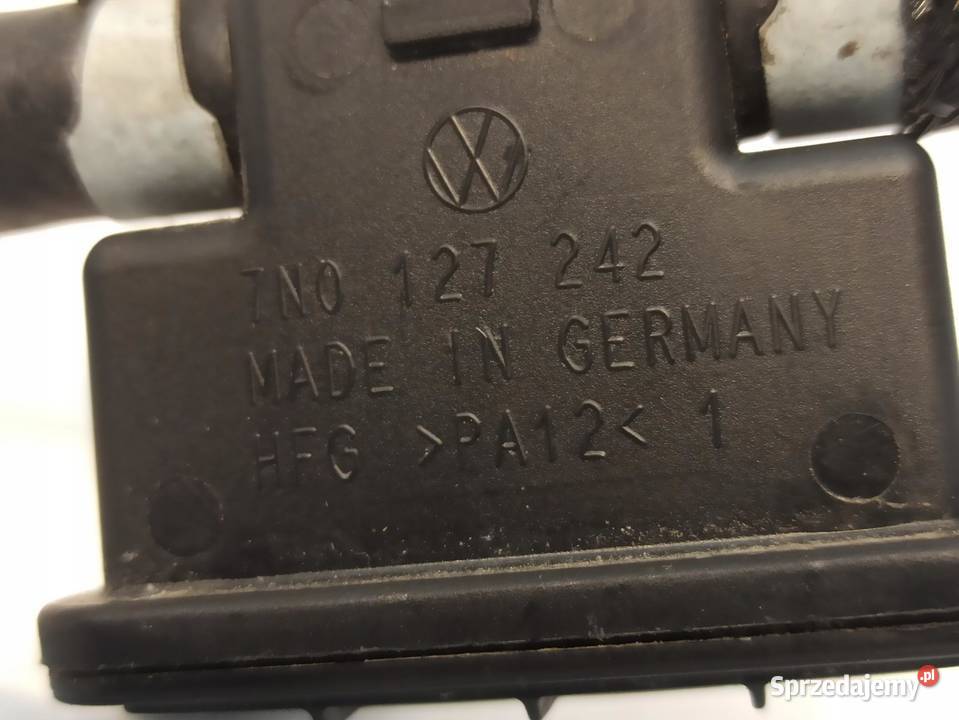 7N0 127 242
MADE IN GERMANY
HFG >PA12< 1
Sprzedajemy.pl